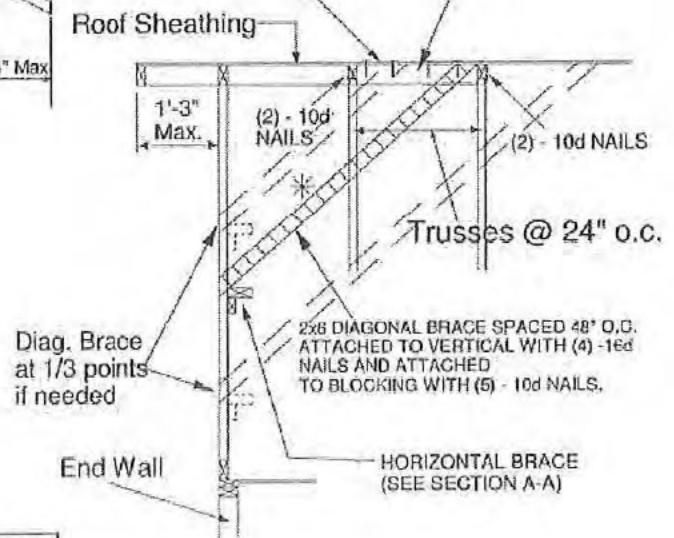 Roof Sheathing
" Max
1'-3"
Max.
(2) - 10d
NAILS
(2) - 10d NAILS
Trusses @ 24" o.c.
Diag. Brace
at 1/3 points
if needed
2x6 DIAGONAL BRACE SPACED 48" O.C.
ATTACHED TO VERTICAL WITH (4) -16d
NAILS AND ATTACHED
TO BLOCKING WITH (5) - 10d NAILS.
End Wall
HORIZONTAL BRACE
(SEE SECTION A-A)